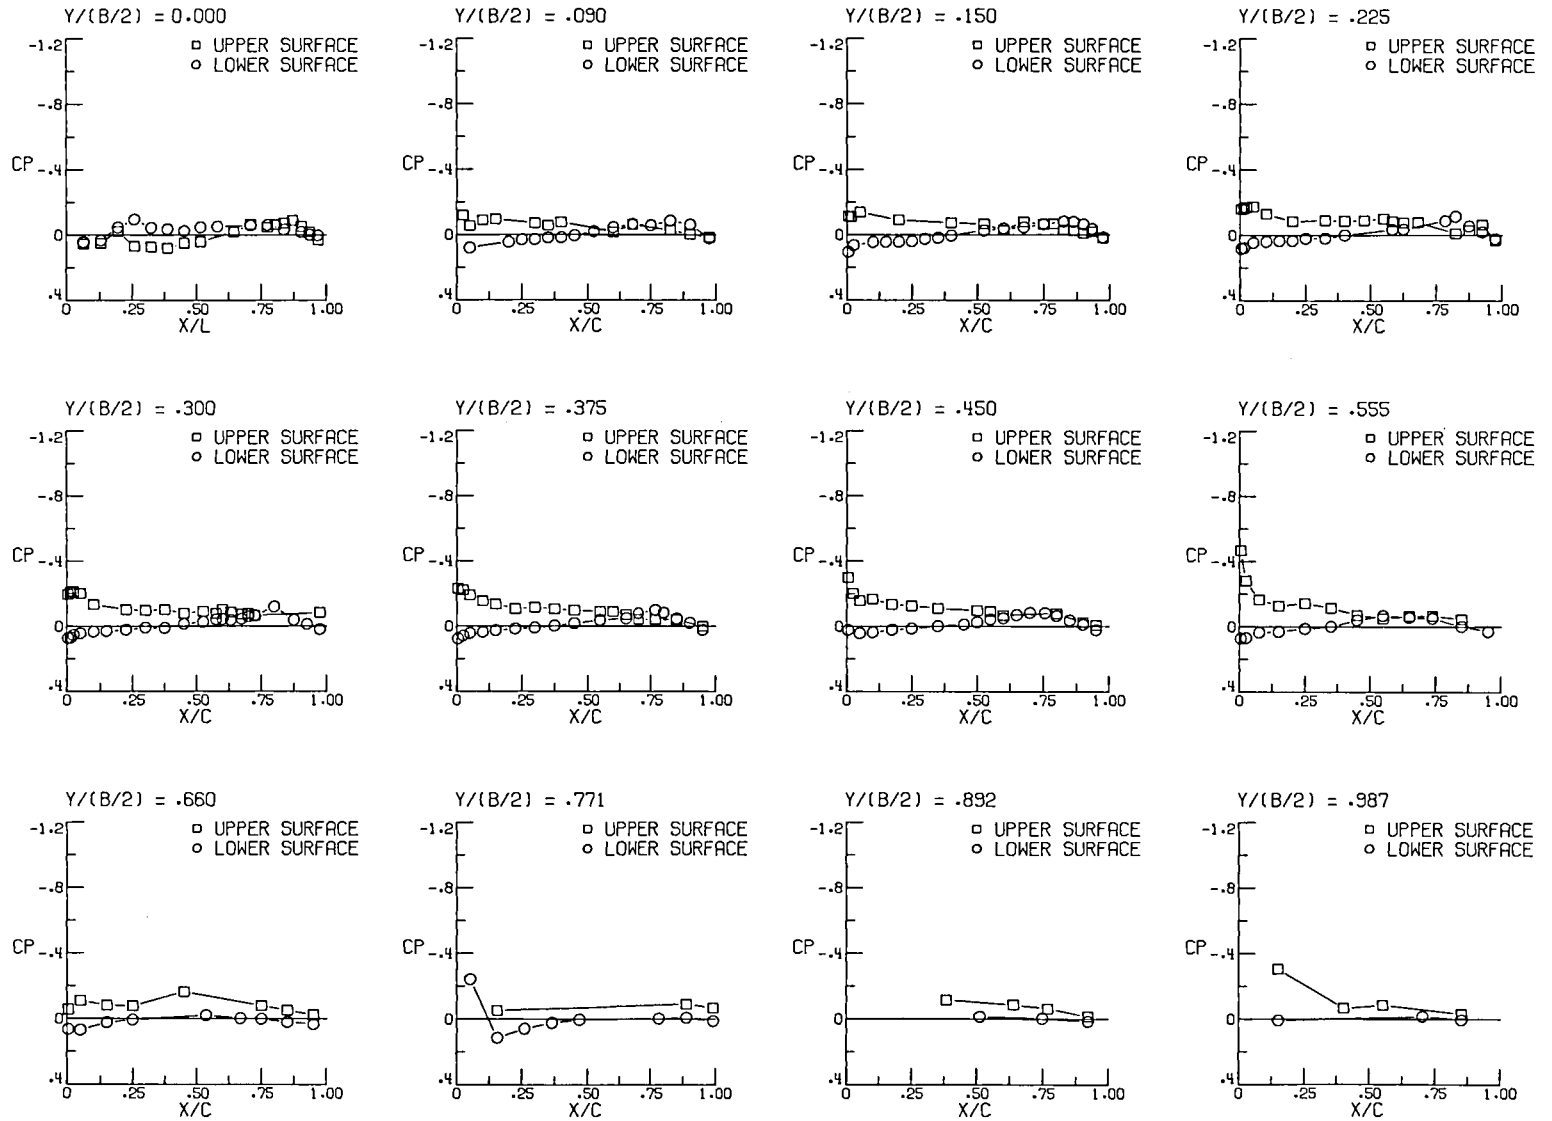 Y/(B/2) = 0.000
□ UPPER SURFACE
○ LOWER SURFACE
-1.2
-.8
CP -.4
0
.4
0 .25 .50 .75 1.00
X/L
Y/(B/2) = .090
□ UPPER SURFACE
○ LOWER SURFACE
-1.2
-.8
CP -.4
0
.4
0 .25 .50 .75 1.00
X/C
Y/(B/2) = .150
□ UPPER SURFACE
○ LOWER SURFACE
-1.2
-.8
CP -.4
0
.4
0 .25 .50 .75 1.00
X/C
Y/(B/2) = .225
□ UPPER SURFACE
○ LOWER SURFACE
-1.2
-.8
CP -.4
0
.4
0 .25 .50 .75 1.00
X/C
Y/(B/2) = .300
□ UPPER SURFACE
○ LOWER SURFACE
-1.2
-.8
CP -.4
0
.4
0 .25 .50 .75 1.00
X/C
Y/(B/2) = .375
□ UPPER SURFACE
○ LOWER SURFACE
-1.2
-.8
CP -.4
0
.4
0 .25 .50 .75 1.00
X/C
Y/(B/2) = .450
□ UPPER SURFACE
○ LOWER SURFACE
-1.2
-.8
CP -.4
0
.4
0 .25 .50 .75 1.00
X/C
Y/(B/2) = .555
□ UPPER SURFACE
○ LOWER SURFACE
-1.2
-.8
CP -.4
0
.4
0 .25 .50 .75 1.00
X/C
Y/(B/2) = .660
□ UPPER SURFACE
○ LOWER SURFACE
-1.2
-.8
CP -.4
0
.4
0 .25 .50 .75 1.00
X/C
Y/(B/2) = .771
□ UPPER SURFACE
○ LOWER SURFACE
-1.2
-.8
CP -.4
0
.4
0 .25 .50 .75 1.00
X/C
Y/(B/2) = .892
□ UPPER SURFACE
○ LOWER SURFACE
-1.2
-.8
CP -.4
0
.4
0 .25 .50 .75 1.00
X/C
Y/(B/2) = .987
□ UPPER SURFACE
○ LOWER SURFACE
-1.2
-.8
CP -.4
0
.4
0 .25 .50 .75 1.00
X/C